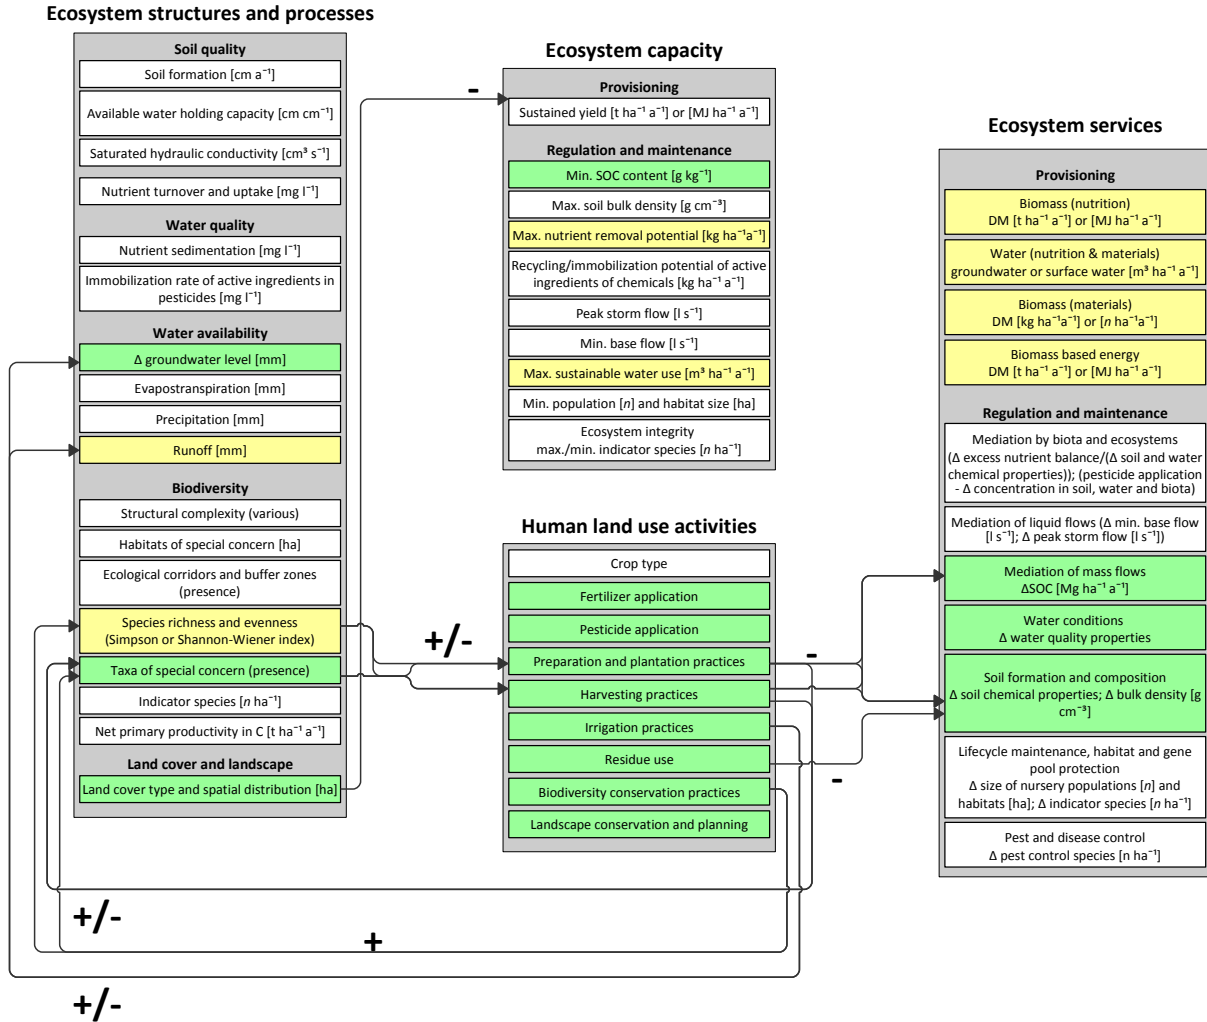 Ecosystem structures and processes
Soil quality
Soil formation [cm a⁻¹]
Available water holding capacity [cm cm⁻¹]
Saturated hydraulic conductivity [cm³ s⁻¹]
Nutrient turnover and uptake [mg l⁻¹]
Water quality
Nutrient sedimentation [mg l⁻¹]
Immobilization rate of active ingredients in
pesticides [mg l⁻¹]
Water availability
Δ groundwater level [mm]
Evapostranspiration [mm]
Precipitation [mm]
Runoff [mm]
Biodiversity
Structural complexity (various)
Habitats of special concern [ha]
Ecological corridors and buffer zones
(presence)
Species richness and evenness
(Simpson or Shannon-Wiener index)
Taxa of special concern (presence)
Indicator species [n ha⁻¹]
Net primary productivity in C [t ha⁻¹ a⁻¹]
Land cover and landscape
Land cover type and spatial distribution [ha]
-
Ecosystem capacity
Provisioning
Sustained yield [t ha⁻¹ a⁻¹] or [MJ ha⁻¹ a⁻¹]
Regulation and maintenance
Min. SOC content [g kg⁻¹]
Max. soil bulk density [g cm⁻³]
Max. nutrient removal potential [kg ha⁻¹a⁻¹]
Recycling/immobilization potential of active
ingredients of chemicals [kg ha⁻¹ a⁻¹]
Peak storm flow [l s⁻¹]
Min. base flow [l s⁻¹]
Max. sustainable water use [m³ ha⁻¹ a⁻¹]
Min. population [n] and habitat size [ha]
Ecosystem integrity
max./min. indicator species [n ha⁻¹]
Human land use activities
Crop type
Fertilizer application
Pesticide application
Preparation and plantation practices
Harvesting practices
Irrigation practices
Residue use
Biodiversity conservation practices
Landscape conservation and planning
+/-
-
-
Ecosystem services
Provisioning
Biomass (nutrition)
DM [t ha⁻¹ a⁻¹] or [MJ ha⁻¹ a⁻¹]
Water (nutrition & materials)
groundwater or surface water [m³ ha⁻¹ a⁻¹]
Biomass (materials)
DM [kg ha⁻¹a⁻¹] or [n ha⁻¹a⁻¹]
Biomass based energy
DM [t ha⁻¹ a⁻¹] or [MJ ha⁻¹ a⁻¹]
Regulation and maintenance
Mediation by biota and ecosystems
(Δ excess nutrient balance/(Δ soil and water
chemical properties)); (pesticide application
- Δ concentration in soil, water and biota)
Mediation of liquid flows (Δ min. base flow
[l s⁻¹]; Δ peak storm flow [l s⁻¹])
Mediation of mass flows
ΔSOC [Mg ha⁻¹ a⁻¹]
Water conditions
Δ water quality properties
Soil formation and composition
Δ soil chemical properties; Δ bulk density [g
cm⁻³]
Lifecycle maintenance, habitat and gene
pool protection
Δ size of nursery populations [n] and
habitats [ha]; Δ indicator species [n ha⁻¹]
Pest and disease control
Δ pest control species [n ha⁻¹]
+/-
+
+/-